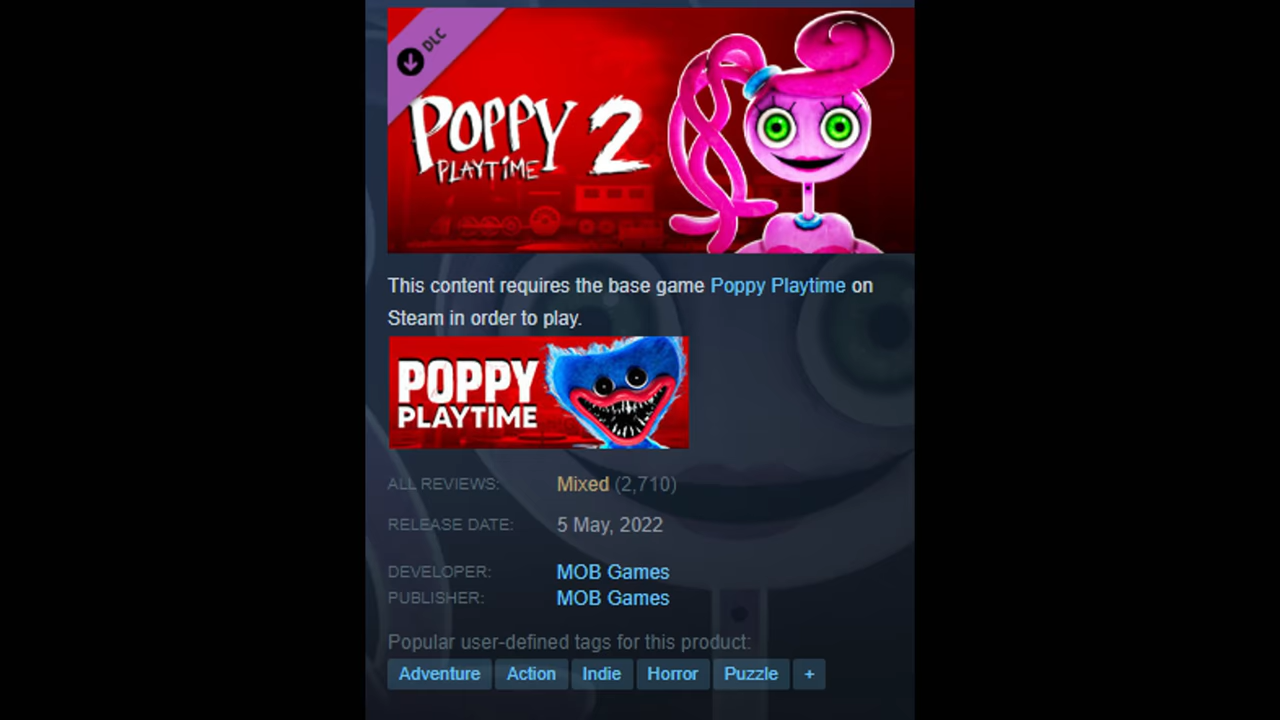 DLC
POPPY 2
PLAYTiME
This content requires the base game Poppy Playtime on
Steam in order to play.
POPPY
PLAYTIME
ALL REVIEWS: Mixed (2,710)
RELEASE DATE: 5 May, 2022
DEVELOPER: MOB Games
PUBLISHER: MOB Games
Popular user-defined tags for this product:
Adventure Action Indie Horror Puzzle +